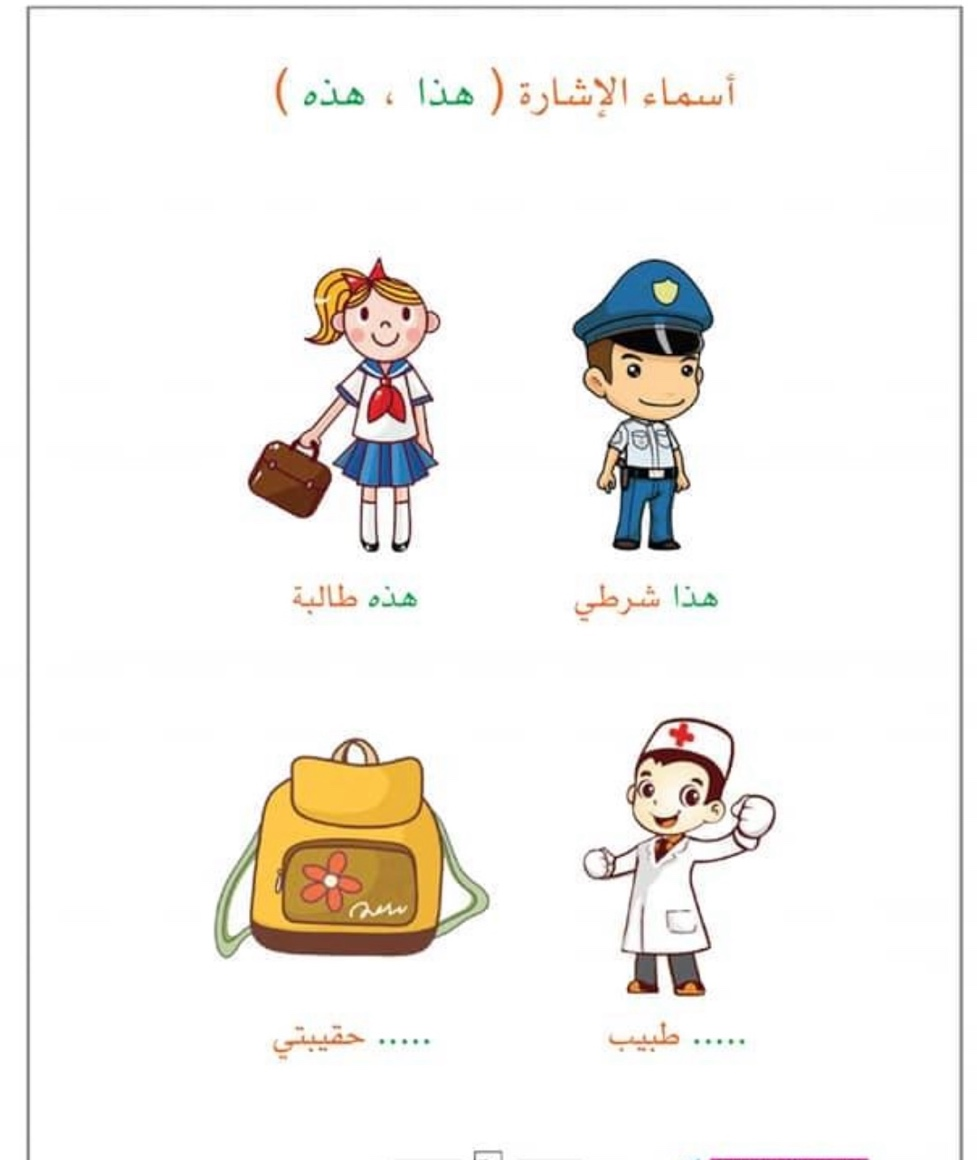 أسماء الإشارة ( هذا ، هذه )
هذا شرطي
هذه طالبة
..... طبيب
..... حقيبتي